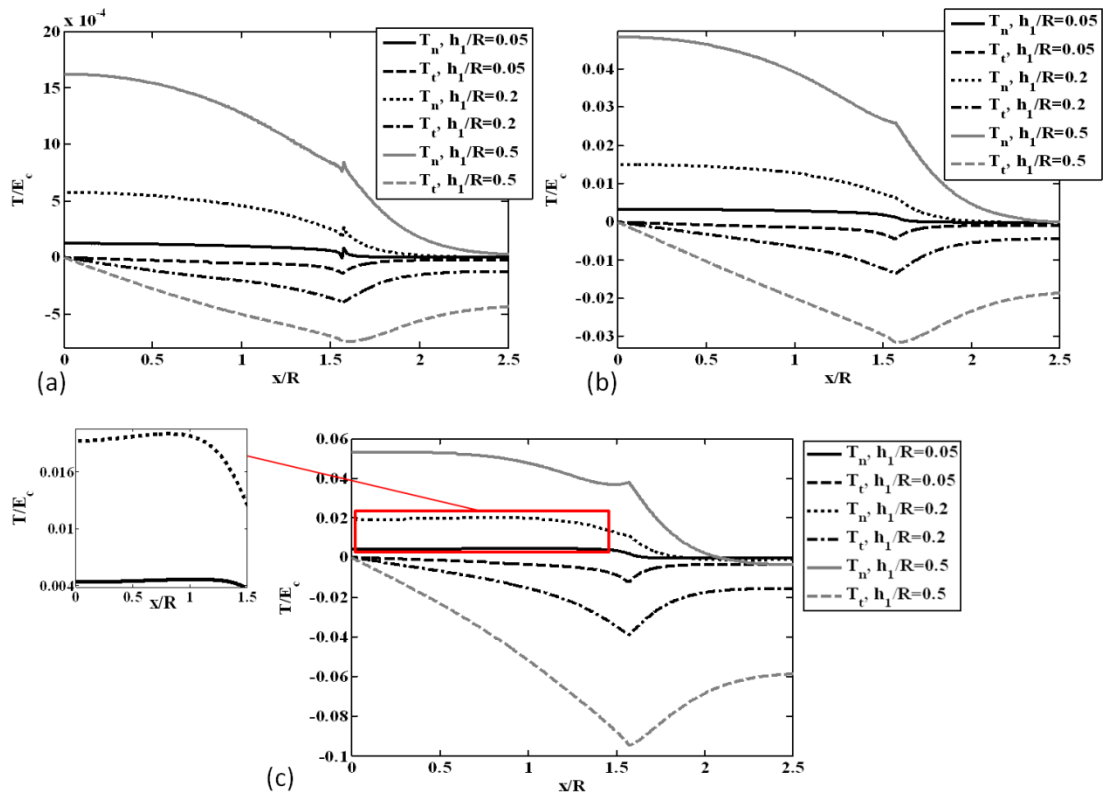 x 10⁻⁴
20
15
10
5
0
-5
T/E_c
0 0.5 1 1.5 2 2.5
x/R
(a)
T_n, h_1/R=0.05
T_t, h_1/R=0.05
T_n, h_1/R=0.2
T_t, h_1/R=0.2
T_n, h_1/R=0.5
T_t, h_1/R=0.5
0.04
0.03
0.02
0.01
0
-0.01
-0.02
-0.03
T/E_c
0 0.5 1 1.5 2 2.5
x/R
(b)
T_n, h_1/R=0.05
T_t, h_1/R=0.05
T_n, h_1/R=0.2
T_t, h_1/R=0.2
T_n, h_1/R=0.5
T_t, h_1/R=0.5
0.016
0.01
0.004
T/E_c
0 0.5 1 1.5
x/R
0.06
0.04
0.02
0
-0.02
-0.04
-0.06
-0.08
-0.1
T/E_c
0 0.5 1 1.5 2 2.5
x/R
(c)
T_n, h_1/R=0.05
T_t, h_1/R=0.05
T_n, h_1/R=0.2
T_t, h_1/R=0.2
T_n, h_1/R=0.5
T_t, h_1/R=0.5